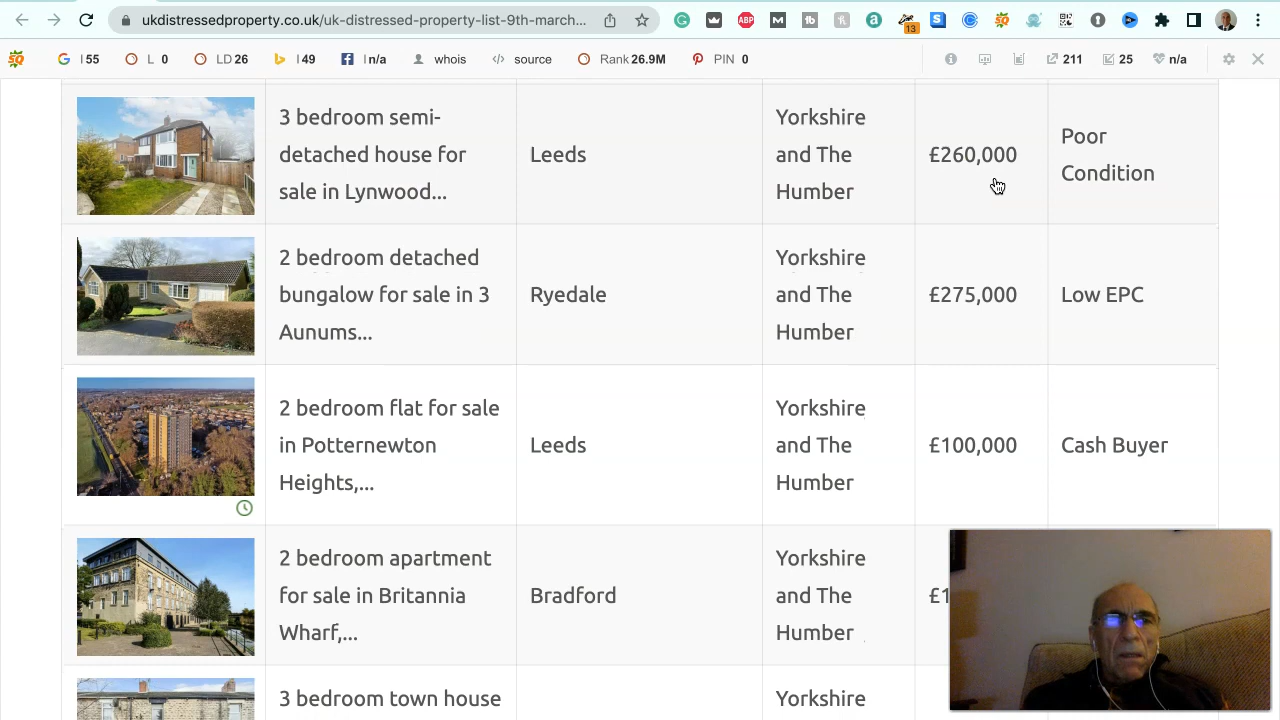 ukdistressedproperty.co.uk/uk-distressed-property-list-9th-march...
ABP
13
I 55
L 0
LD 26
I 49
I n/a
whois
source
Rank 26.9M
PIN 0
211
25
n/a
3 bedroom semi-
detached house for
sale in Lynwood...
Leeds
Yorkshire
and The
Humber
£260,000
Poor
Condition
2 bedroom detached
bungalow for sale in 3
Aunums...
Ryedale
Yorkshire
and The
Humber
£275,000
Low EPC
2 bedroom flat for sale
in Potternewton
Heights,...
Leeds
Yorkshire
and The
Humber
£100,000
Cash Buyer
2 bedroom apartment
for sale in Britannia
Wharf,...
Bradford
Yorkshire
and The
Humber
£1
3 bedroom town house
Yorkshire